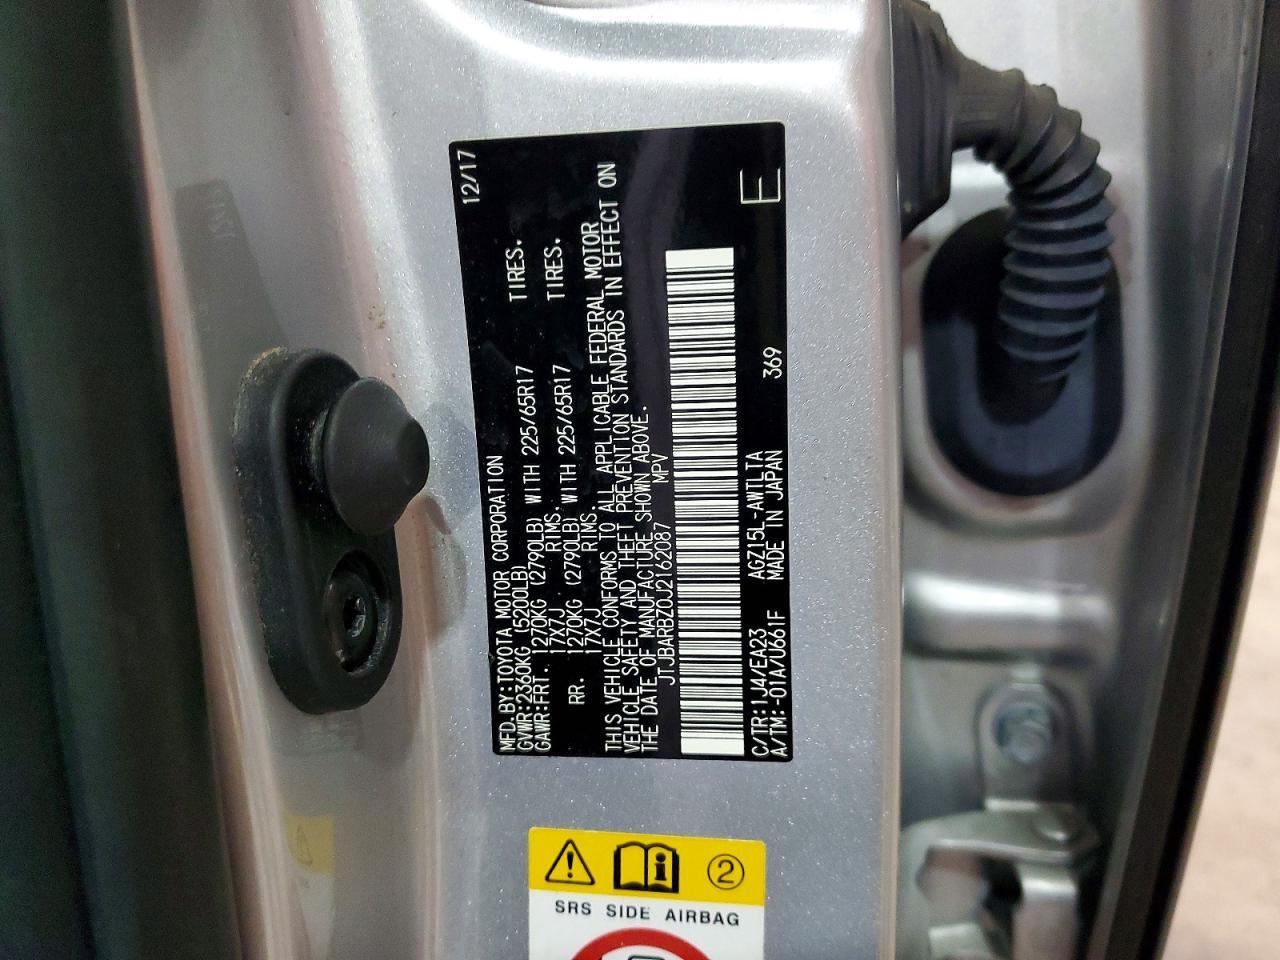 MFD.BY:TOYOTA MOTOR CORPORATION 12/17
GVWR:2360KG (5200LB)
GAWR:FRT. 1270KG (2790LB) WITH 225/65R17 TIRES.
17X7J RIMS.
RR. 1270KG (2790LB) WITH 225/65R17 TIRES.
17X7J RIMS.
THIS VEHICLE CONFORMS TO ALL APPLICABLE FEDERAL MOTOR
VEHICLE SAFETY AND THEFT PREVENTION STANDARDS IN EFFECT ON
THE DATE OF MANUFACTURE SHOWN ABOVE.
JTJBARBZ0J2162087 MPV
C/TR:1J4/EA23 AGZ15L-AWTLTA 369
A/TM:-01A/U661F MADE IN JAPAN
E
2
SRS SIDE AIRBAG